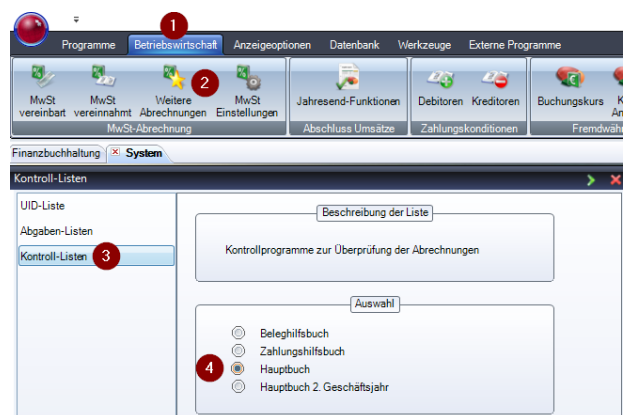 1
Programme Betriebswirtschaft Anzeigeoptionen Datenbank Werkzeuge Externe Programme
2
MwSt vereinbart
MwSt vereinnahmt
Weitere Abrechnungen
MwSt Einstellungen
Jahresend-Funktionen
Debitoren Kreditoren
Buchungskurs
MwSt-Abrechnung
Abschluss Umsätze
Zahlungskonditionen
Finanzbuchhaltung System
Kontroll-Listen
UID-Liste
Abgaben-Listen
Kontroll-Listen 3
Beschreibung der Liste
Kontrollprogramme zur Überprüfung der Abrechnungen
Auswahl
Beleghilfsbuch
Zahlungshilfsbuch
4 Hauptbuch
Hauptbuch 2. Geschäftsjahr